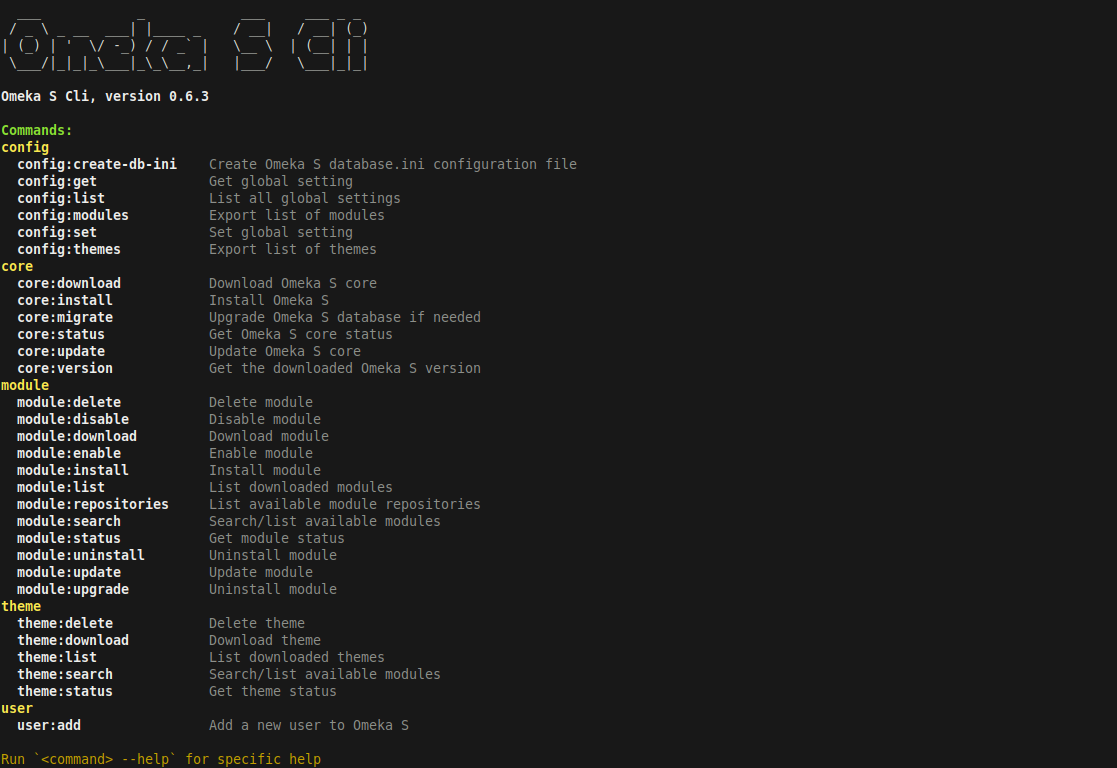 Omeka S Cli
Omeka S Cli, version 0.6.3
Commands:
config
config:create-db-ini Create Omeka S database.ini configuration file
config:get Get global setting
config:list List all global settings
config:modules Export list of modules
config:set Set global setting
config:themes Export list of themes
core
core:download Download Omeka S core
core:install Install Omeka S
core:migrate Upgrade Omeka S database if needed
core:status Get Omeka S core status
core:update Update Omeka S core
core:version Get the downloaded Omeka S version
module
module:delete Delete module
module:disable Disable module
module:download Download module
module:enable Enable module
module:install Install module
module:list List downloaded modules
module:repositories List available module repositories
module:search Search/list available modules
module:status Get module status
module:uninstall Uninstall module
module:update Update module
module:upgrade Uninstall module
theme
theme:delete Delete theme
theme:download Download theme
theme:list List downloaded themes
theme:search Search/list available modules
theme:status Get theme status
user
user:add Add a new user to Omeka S
Run `<command> --help` for specific help